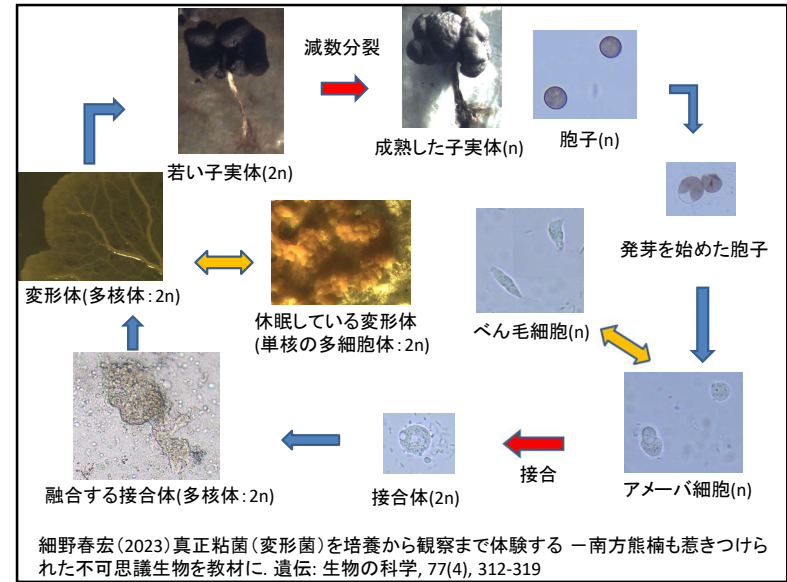 減数分裂
若い子実体(2n)
成熟した子実体(n)
胞子(n)
発芽を始めた胞子
変形体(多核体：2n)
休眠している変形体
(単核の多細胞体：2n)
べん毛細胞(n)
アメーバ細胞(n)
接合
接合体(2n)
融合する接合体(多核体：2n)
細野春宏（2023）真正粘菌（変形菌）を培養から観察まで体験する －南方熊楠も惹きつけら
れた不可思議生物を教材に. 遺伝: 生物の科学, 77(4), 312-319